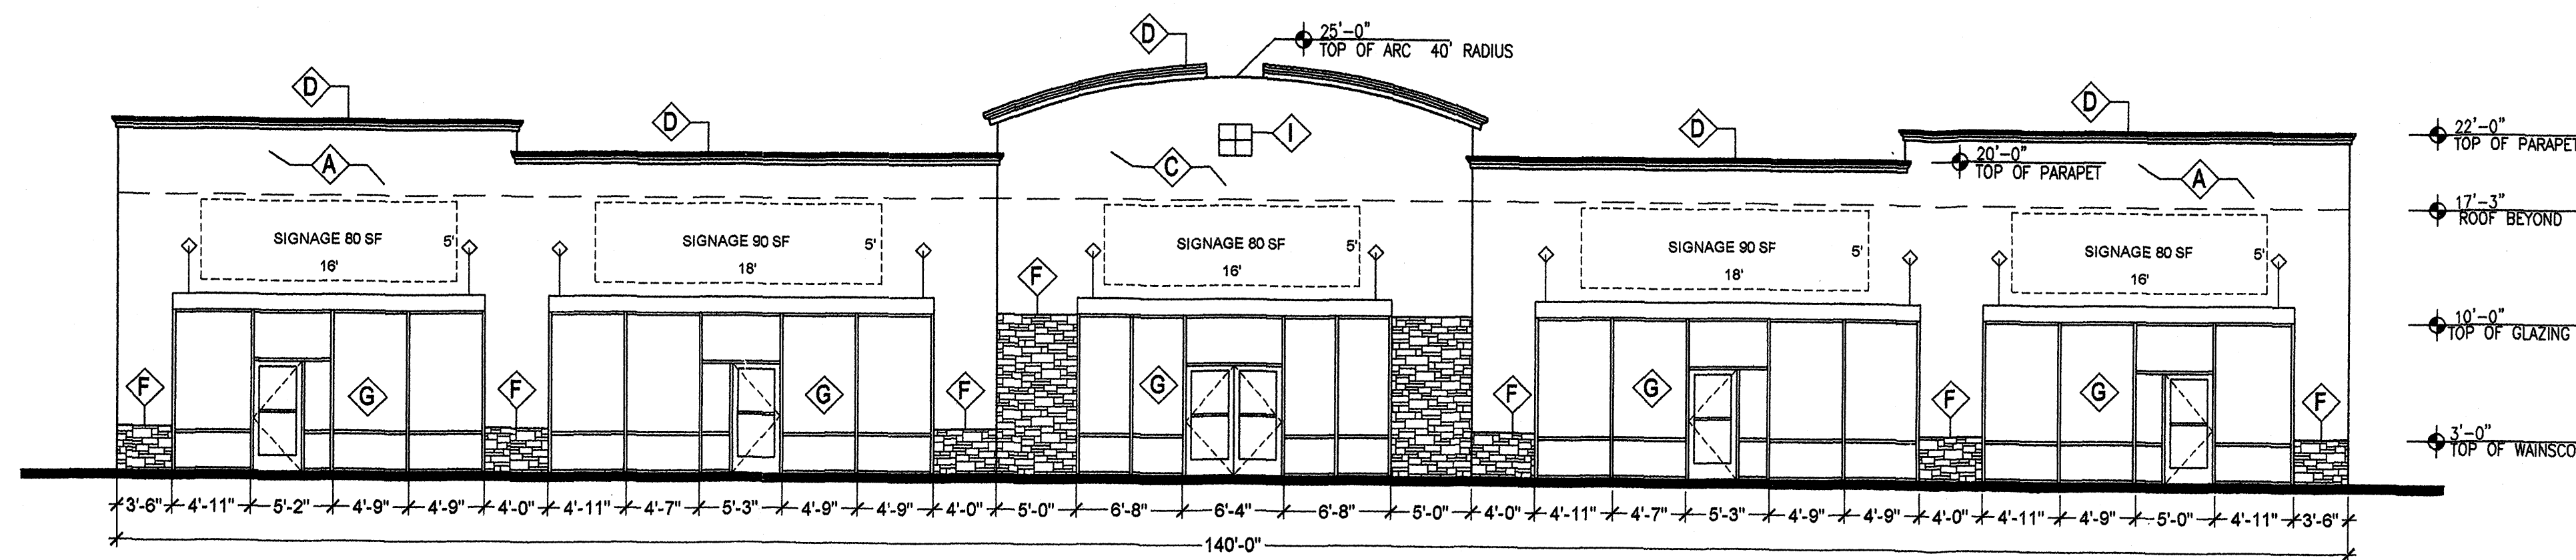 D
25'-0"
TOP OF ARC 40' RADIUS
D
D
D
D
I
22'-0"
TOP OF PARAPET
A
C
20'-0"
TOP OF PARAPET
A
17'-3"
ROOF BEYOND
SIGNAGE 80 SF
5'
16'
SIGNAGE 90 SF
5'
18'
SIGNAGE 80 SF
5'
16'
SIGNAGE 90 SF
5'
18'
SIGNAGE 80 SF
5'
16'
F
10'-0"
TOP OF GLAZING
F
G
F
G
F
G
F
G
F
G
F
3'-0"
TOP OF WAINSCO
3'-6" 4'-11" 5'-2" 4'-9" 4'-9" 4'-0" 4'-11" 4'-7" 5'-3" 4'-9" 4'-9" 4'-0" 5'-0" 6'-8" 6'-4" 6'-8" 5'-0" 4'-0" 4'-11" 4'-7" 5'-3" 4'-9" 4'-9" 4'-0" 4'-11" 4'-9" 5'-0" 4'-11" 3'-6"
140'-0"